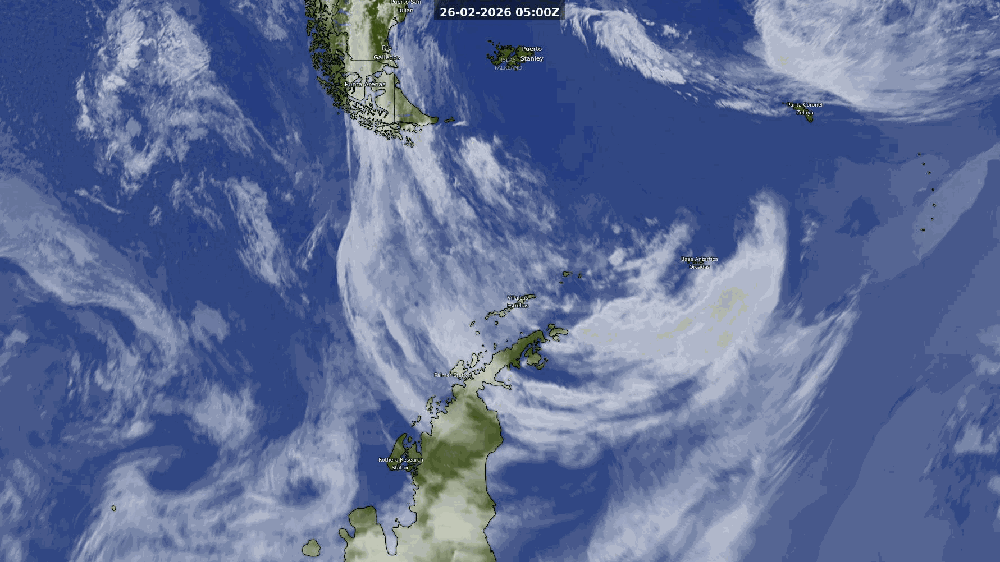 Puerto San
Julián
26-02-2026 05:00Z
Río
Gallegos
Puerto
Stanley
ISLAS
FALKLAND
Punta Arenas
Punta Coronel
Zelaya
Base Antartica
Orcadas
Villa Las
Estrellas
Palmer Station
Rothera Research
Station